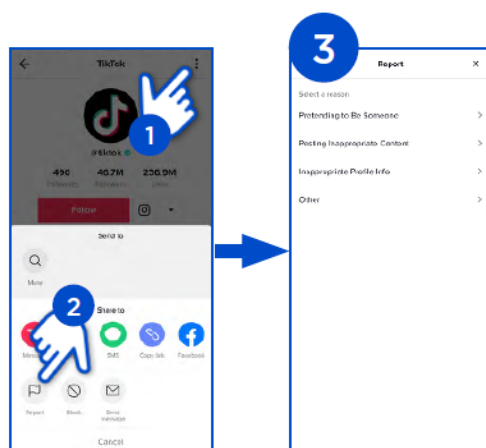 TikTok
1
@tiktok
490 46.7M 236.9M
Following Followers Likes
Follow
Send to
More
2
Share to
SMS Copy link Facebook
Report Block Send message
Cancel
3
Report ×
Select a reason
Pretending to Be Someone
Posting Inappropriate Content
Inappropriate Profile Info
Other